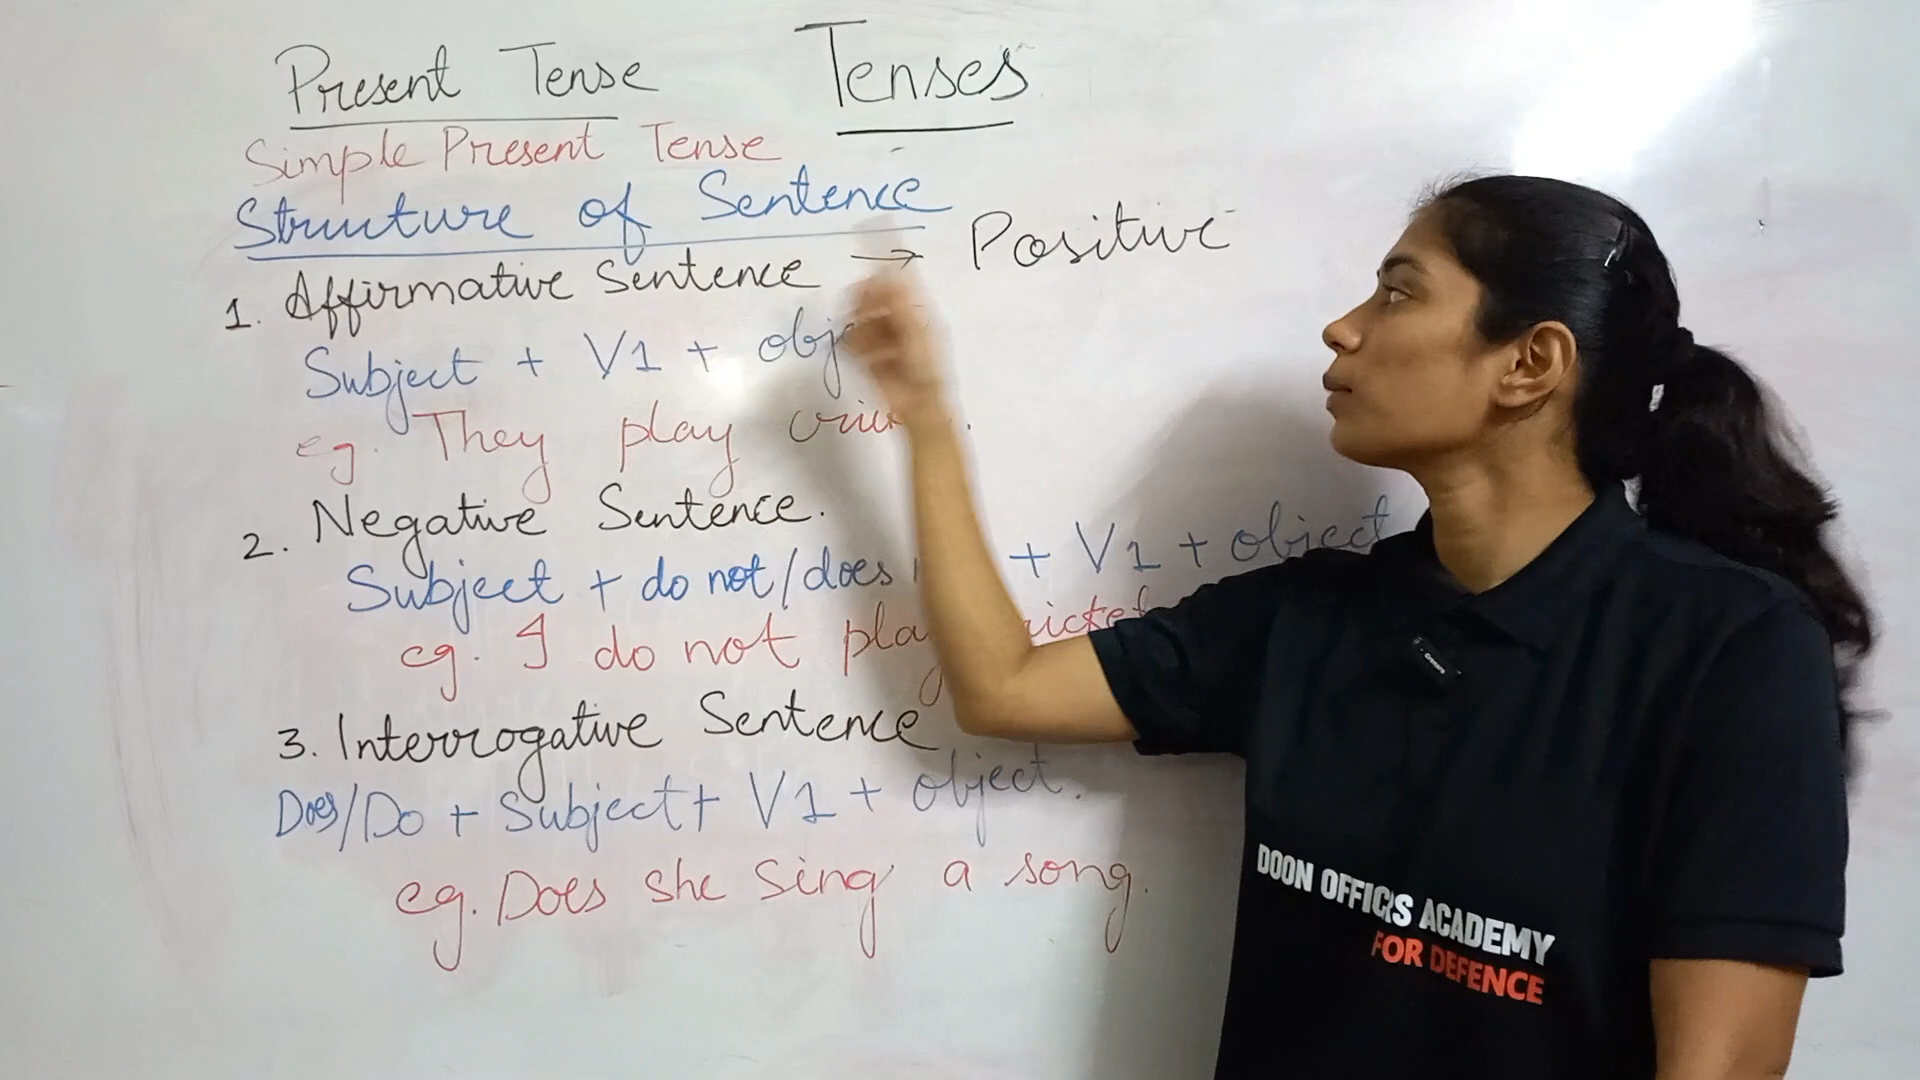 Present Tense Tenses
Simple Present Tense
Structure of Sentence
1. Affirmative Sentence → Positive
Subject + V1 +
eg. They play
2. Negative Sentence.
Subject + do not/does + V1 + object
eg. I do not
3. Interrogative Sentence
Does/Do + Subject + V1 + object.
eg. Does she sing a song.
DOON OFFICRS ACADEMY
FOR DEFENCE